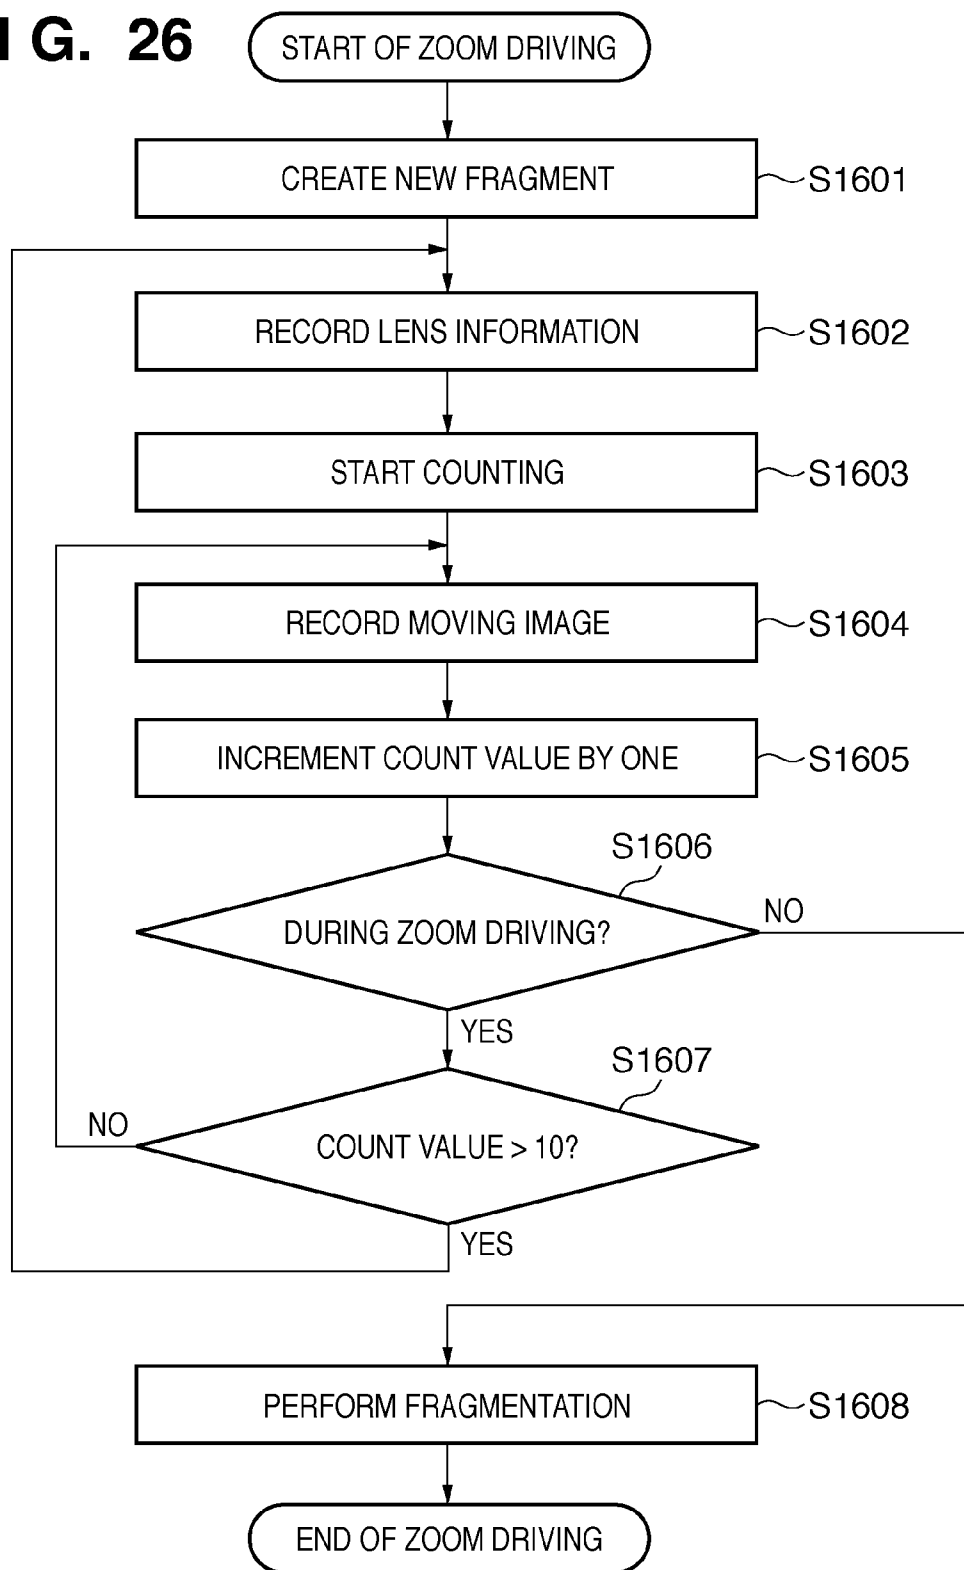 I G. 26
START OF ZOOM DRIVING
CREATE NEW FRAGMENT
S1601
RECORD LENS INFORMATION
S1602
START COUNTING
S1603
RECORD MOVING IMAGE
S1604
INCREMENT COUNT VALUE BY ONE
S1605
S1606
DURING ZOOM DRIVING?
NO
YES
S1607
NO
COUNT VALUE > 10?
YES
PERFORM FRAGMENTATION
S1608
END OF ZOOM DRIVING